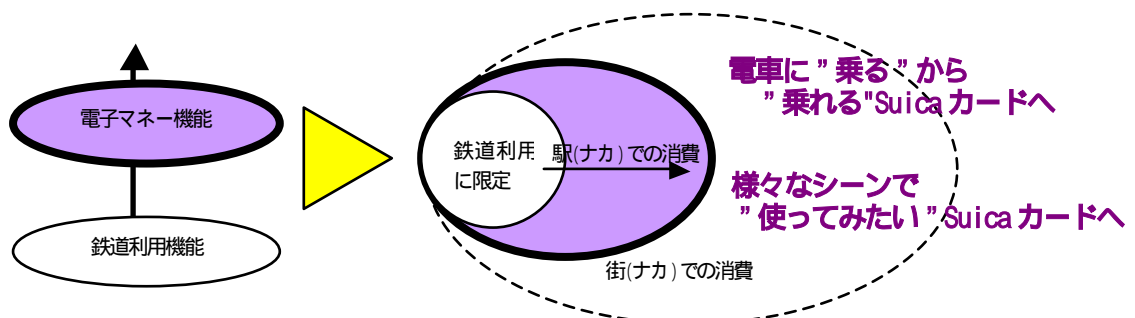 電子マネー機能
鉄道利用機能
鉄道利用
に限定
駅(ナカ)での消費
街(ナカ)での消費
電車に”乗る”から
”乗れる"Suicaカードへ
様々なシーンで
”使ってみたい”Suicaカードへ